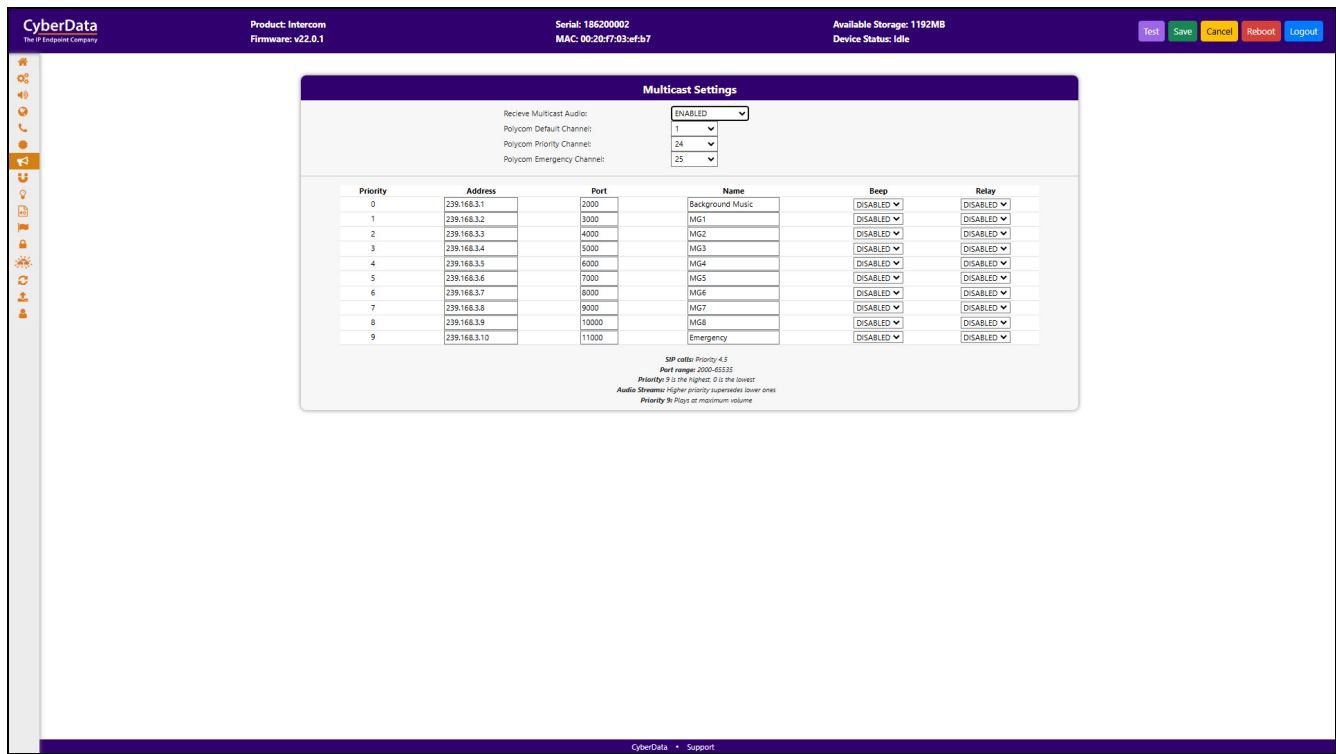 CyberData
The IP Endpoint Company
Product: Intercom
Firmware: v22.0.1
Serial: 186200002
MAC: 00:20:f7:03:ef:b7
Available Storage: 1192MB
Device Status: Idle
Test Save Cancel Reboot Logout
Multicast Settings
Recieve Multicast Audio: ENABLED
Polycom Default Channel: 1
Polycom Priority Channel: 24
Polycom Emergency Channel: 25
Priority Address Port Name Beep Relay
0 239.168.3.1 2000 Background Music DISABLED DISABLED
1 239.168.3.2 3000 MG1 DISABLED DISABLED
2 239.168.3.3 4000 MG2 DISABLED DISABLED
3 239.168.3.4 5000 MG3 DISABLED DISABLED
4 239.168.3.5 6000 MG4 DISABLED DISABLED
5 239.168.3.6 7000 MG5 DISABLED DISABLED
6 239.168.3.7 8000 MG6 DISABLED DISABLED
7 239.168.3.8 9000 MG7 DISABLED DISABLED
8 239.168.3.9 10000 MG8 DISABLED DISABLED
9 239.168.3.10 11000 Emergency DISABLED DISABLED
SIP calls: Priority 4.5
Port range: 2000-65535
Priority: 9 is the highest, 0 is the lowest
Audio Streams: Higher priority supersedes lower ones
Priority 9: Plays at maximum volume
CyberData • Support